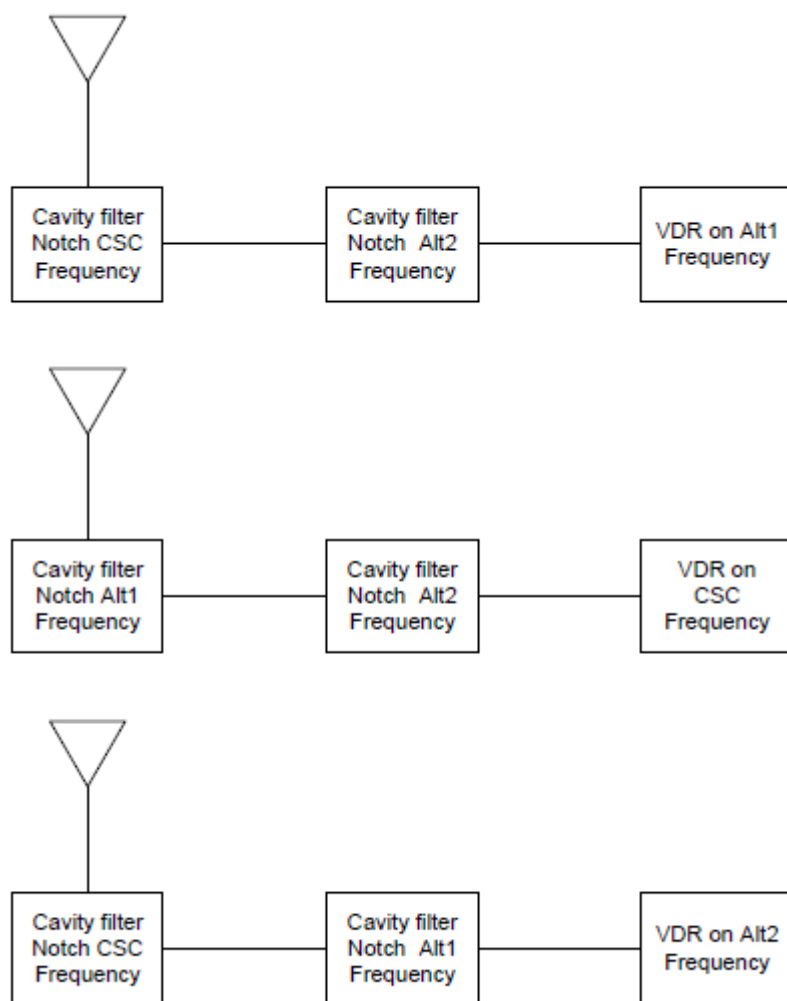 Cavity filter
Notch CSC
Frequency
Cavity filter
Notch Alt2
Frequency
VDR on Alt1
Frequency
Cavity filter
Notch Alt1
Frequency
Cavity filter
Notch Alt2
Frequency
VDR on
CSC
Frequency
Cavity filter
Notch CSC
Frequency
Cavity filter
Notch Alt1
Frequency
VDR on Alt2
Frequency